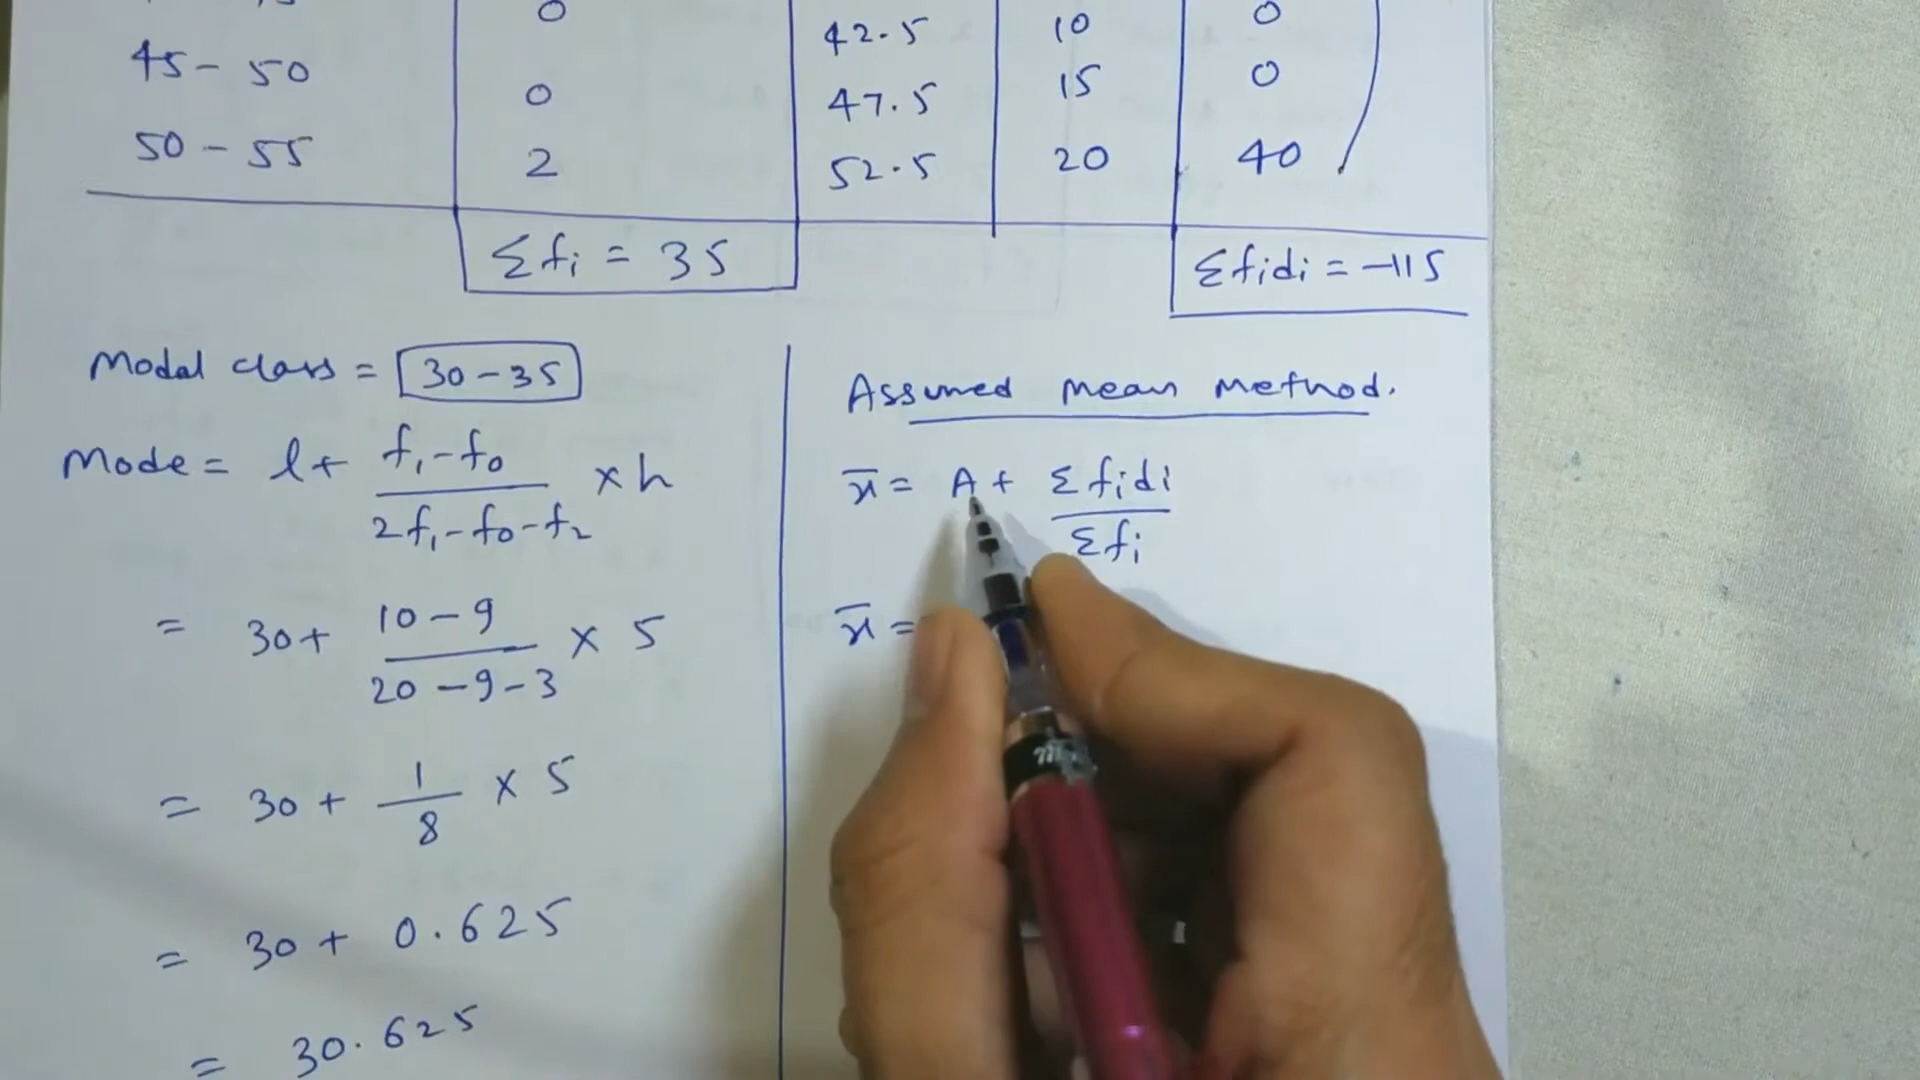 0 42.5 10 0
45-50 0 47.5 15 0
50-55 2 52.5 20 40
Σfi = 35 Σfidi = -115
Modal class = 30-35
Mode = l + f1-f0 / 2f1-f0-f2 × h
= 30 + 10-9 / 20-9-3 × 5
= 30 + 1/8 × 5
= 30 + 0.625
= 30.625
Assumed mean method.
x̄ = A + Σfidi / Σfi
x̄ =